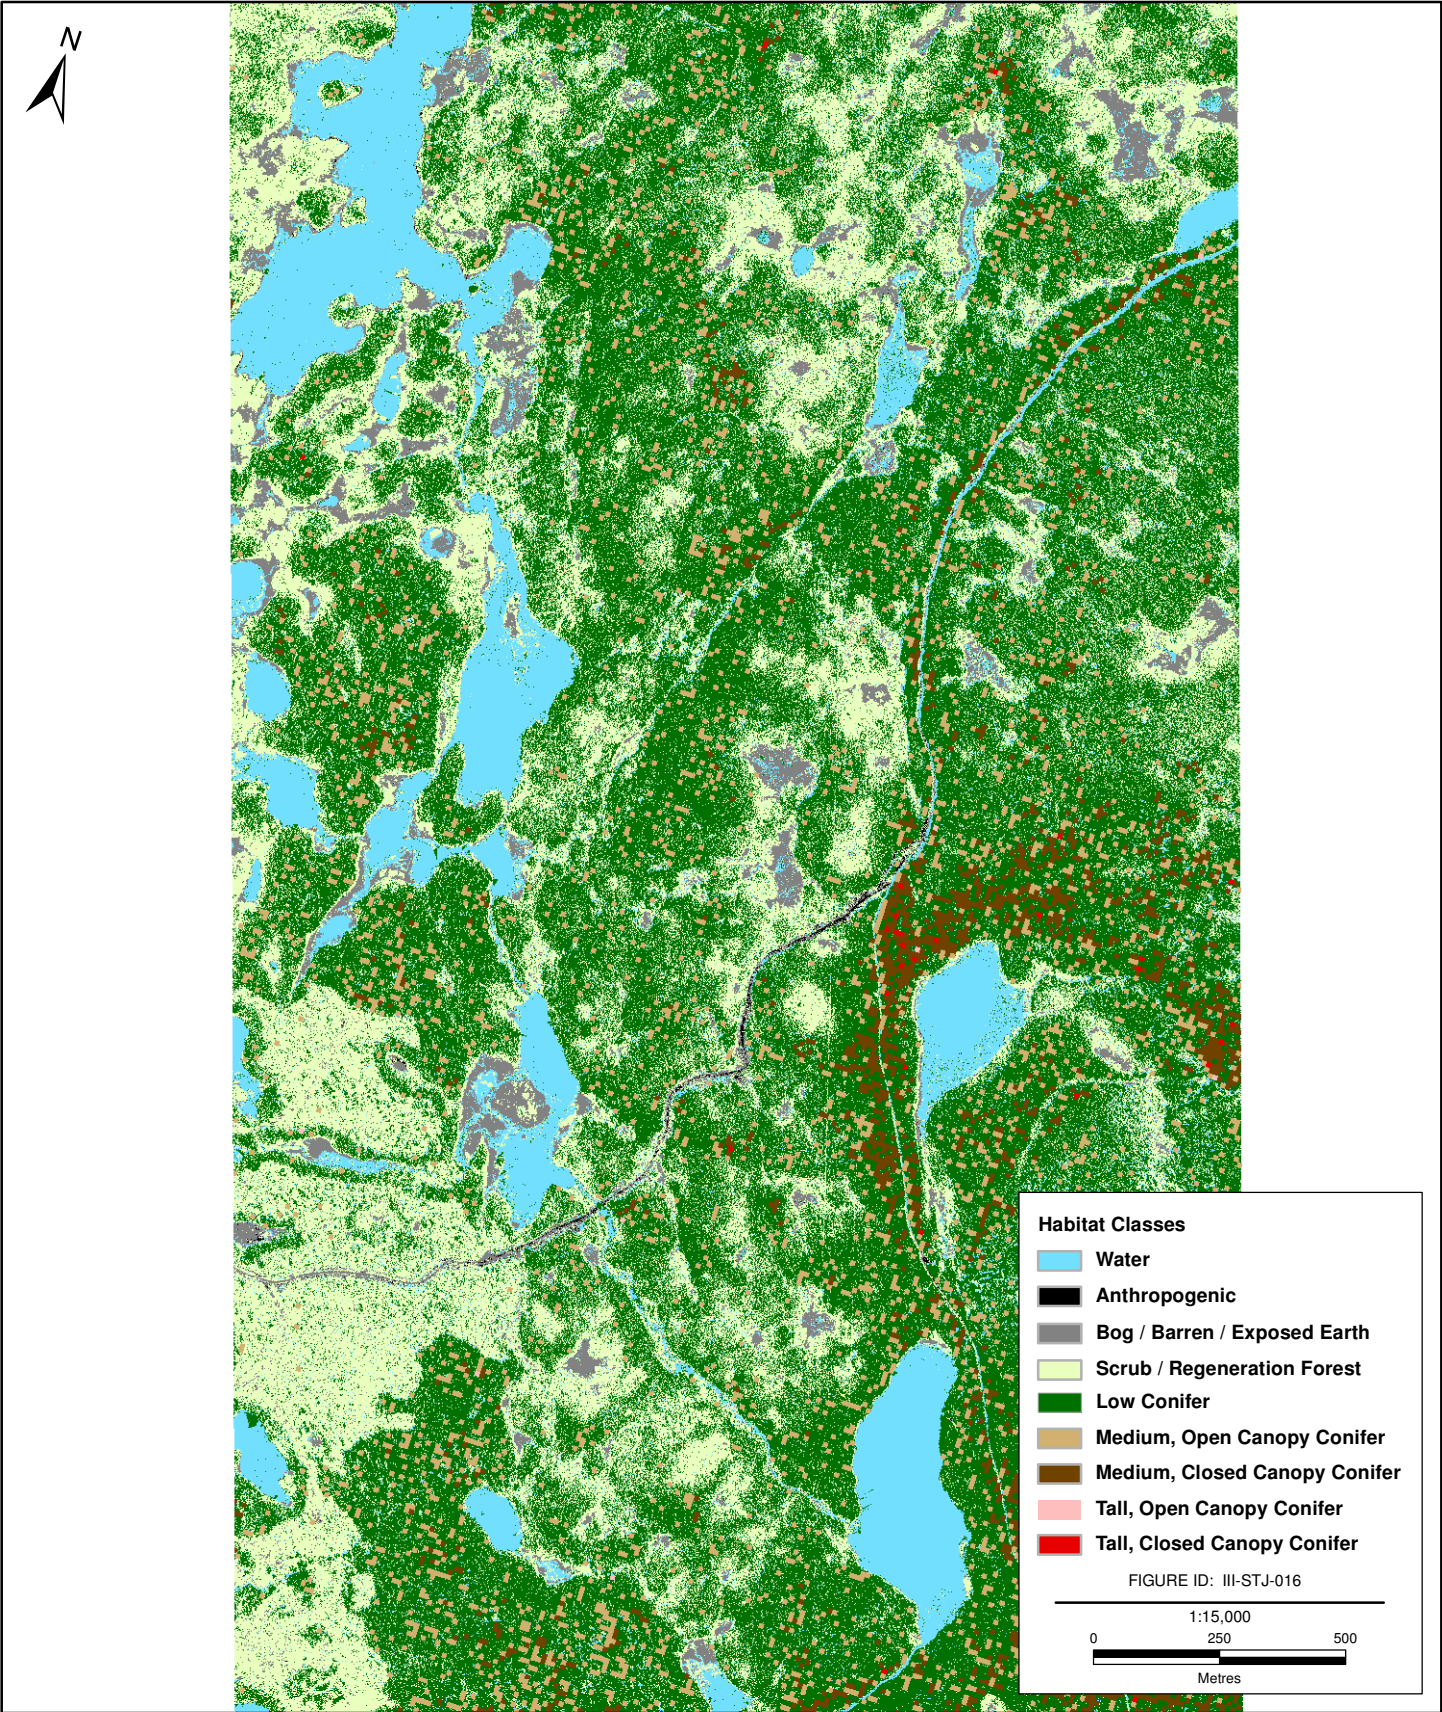 N
Habitat Classes
Water
Anthropogenic
Bog / Barren / Exposed Earth
Scrub / Regeneration Forest
Low Conifer
Medium, Open Canopy Conifer
Medium, Closed Canopy Conifer
Tall, Open Canopy Conifer
Tall, Closed Canopy Conifer
FIGURE ID: III-STJ-016
1:15,000
0 250 500
Metres